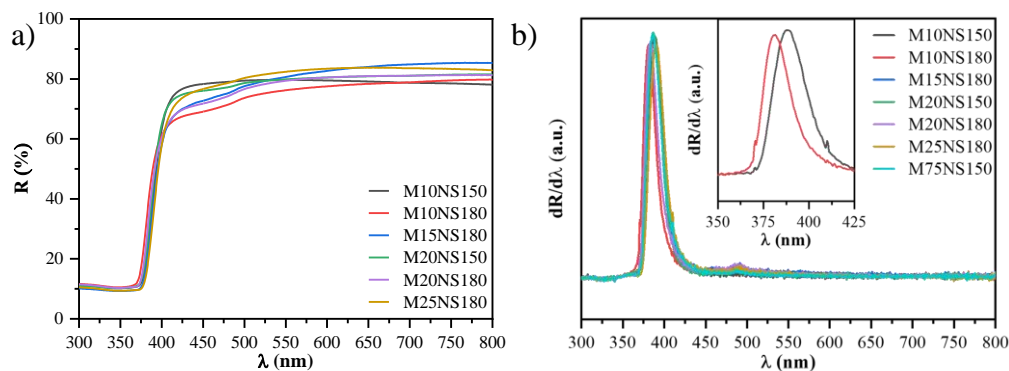 a)
R (%)
100
80
60
40
20
0
300 350 400 450 500 550 600 650 700 750 800
λ (nm)
M10NS150
M10NS180
M15NS180
M20NS150
M20NS180
M25NS180
b)
dR/dλ (a.u.)
300 350 400 450 500 550 600 650 700 750 800
λ (nm)
dR/dλ (a.u.)
350 375 400 425
λ (nm)
M10NS150
M10NS180
M15NS180
M20NS150
M20NS180
M25NS180
M75NS150